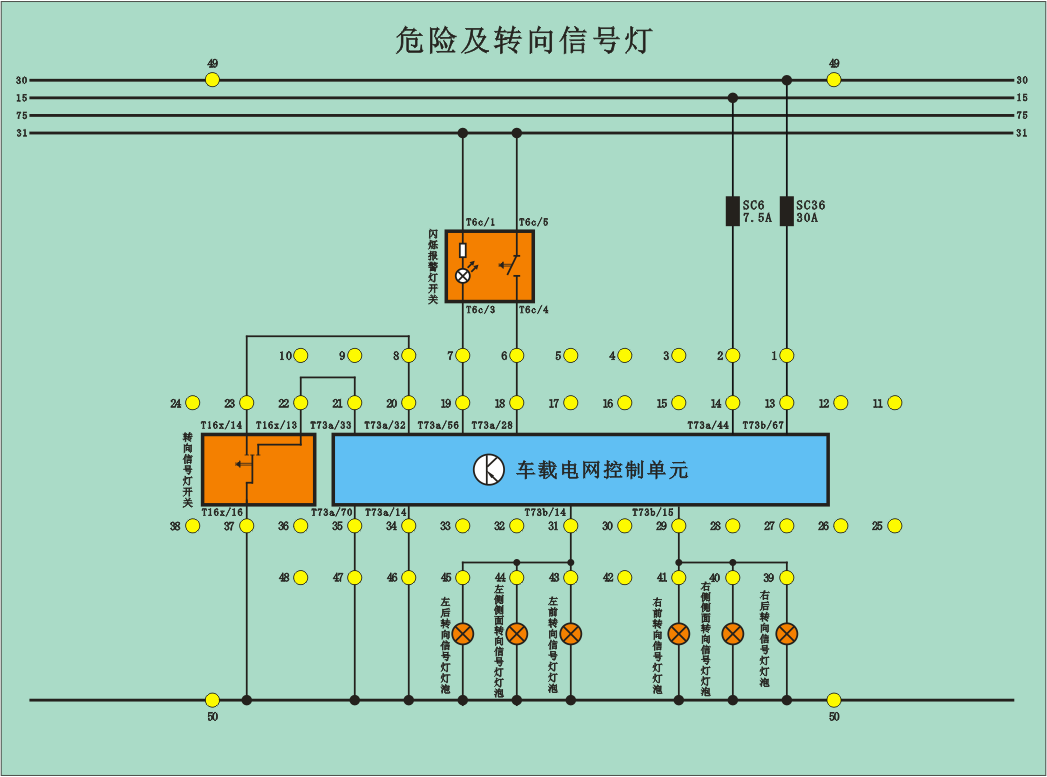 危险及转向信号灯
49 49
30 30
15 15
75 75
31 31
SC6 SC36
7.5A 30A
T6c/1 T6c/5
闪烁报警灯开关
T6c/3 T6c/4
10 9 8 7 6 5 4 3 2 1
24 23 22 21 20 19 18 17 16 15 14 13 12 11
T16x/14 T16x/13 T73a/33 T73a/32 T73a/56 T73a/28 T73a/44 T73b/67
转向信号灯开关
车载电网控制单元
T16x/16 T73a/70 T73a/14 T73b/14 T73b/15
38 37 36 35 34 33 32 31 30 29 28 27 26 25
48 47 46 45 44 43 42 41 40 39
左后转向信号灯灯泡
左侧侧面转向信号灯灯泡
左前转向信号灯灯泡
右前转向信号灯灯泡
右侧侧面转向信号灯灯泡
右后转向信号灯灯泡
50 50